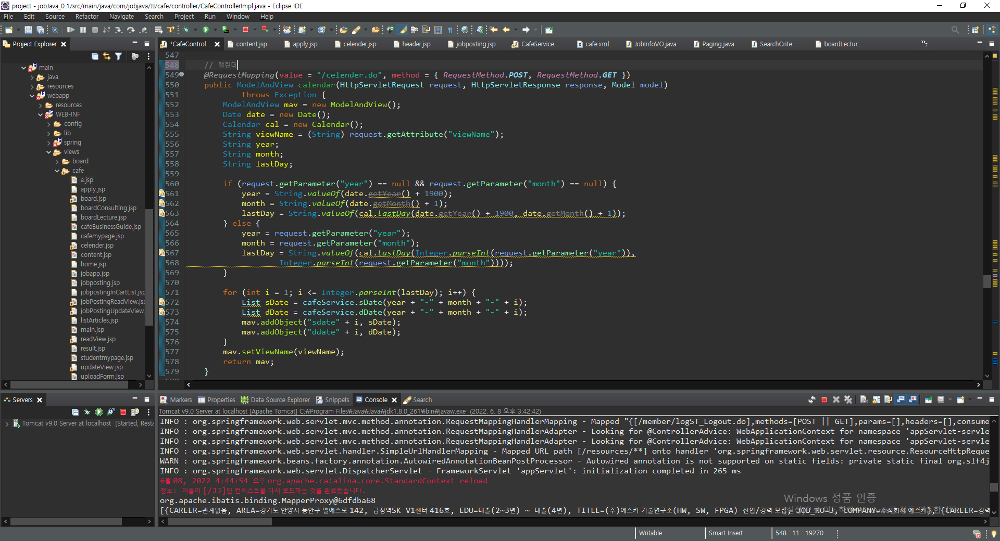 project - jobJava_0.1/src/main/java/com/jobjava/JJ/cafe/controller/CafeControllerImpl.java - Eclipse IDE
File Edit Source Refactor Navigate Search Project Run Window Help
Project Explorer
*CafeControl... content.jsp apply.jsp celender.jsp header.jsp jobposting.jsp CafeService... cafe.xml JobInfoVO.java Paging.java SearchCrite... boardLectur... »7
main
java
resources
webapp
resources
WEB-INF
config
lib
spring
views
board
cafe
a.jsp
apply.jsp
board.jsp
boardConsulting.jsp
boardLecture.jsp
cafeBusinessGuide.jsp
cafemypage.jsp
celender.jsp
content.jsp
home.jsp
jobapp.jsp
jobposting.jsp
jobpostingInCartList.jsp
jobPostingReadView.jsp
jobPostingUpdateView.
listArticles.jsp
main.jsp
readView.jsp
result.jsp
studentmypage.jsp
updateView.jsp
uploadForm.jsp
547
548 // 캘린더
549 @RequestMapping(value = "/celender.do", method = { RequestMethod.POST, RequestMethod.GET })
550 public ModelAndView calendar(HttpServletRequest request, HttpServletResponse response, Model model)
551 throws Exception {
552 ModelAndView mav = new ModelAndView();
553 Date date = new Date();
554 Calendar cal = new Calendar();
555 String viewName = (String) request.getAttribute("viewName");
556 String year;
557 String month;
558 String lastDay;
559
560 if (request.getParameter("year") == null && request.getParameter("month") == null) {
561 year = String.valueOf(date.getYear() + 1900);
562 month = String.valueOf(date.getMonth() + 1);
563 lastDay = String.valueOf(cal.lastDay(date.getYear() + 1900, date.getMonth() + 1));
564 } else {
565 year = request.getParameter("year");
566 month = request.getParameter("month");
567 lastDay = String.valueOf(cal.lastDay(Integer.parseInt(request.getParameter("year")),
568 Integer.parseInt(request.getParameter("month"))));
569 }
570
571 for (int i = 1; i <= Integer.parseInt(lastDay); i++) {
572 List sDate = cafeService.sDate(year + "-" + month + "-" + i);
573 List dDate = cafeService.dDate(year + "-" + month + "-" + i);
574 mav.addObject("sdate" + i, sDate);
575 mav.addObject("ddate" + i, dDate);
576 }
577 mav.setViewName(viewName);
578 return mav;
579 }
Servers
Tomcat v9.0 Server at localhost [Started, Resta
Markers Properties Data Source Explorer Snippets Console Search
Tomcat v9.0 Server at localhost [Apache Tomcat] C:₩Program Files₩Java₩Java₩jdk1.8.0_261₩bin₩javaw.exe (2022. 6. 8 오후 3:42:42)
INFO : org.springframework.web.servlet.mvc.method.annotation.RequestMappingHandlerMapping - Mapped "{[/member/logST_Logout.do],methods=[POST || GET],params=[],headers=[],consume
INFO : org.springframework.web.servlet.mvc.method.annotation.RequestMappingHandlerAdapter - Looking for @ControllerAdvice: WebApplicationContext for namespace 'appServlet-servle
INFO : org.springframework.web.servlet.mvc.method.annotation.RequestMappingHandlerAdapter - Looking for @ControllerAdvice: WebApplicationContext for namespace 'appServlet-servle
INFO : org.springframework.web.servlet.handler.SimpleUrlHandlerMapping - Mapped URL path [/resources/**] onto handler 'org.springframework.web.servlet.resource.ResourceHttpReque
WARN : org.springframework.beans.factory.annotation.AutowiredAnnotationBeanPostProcessor - Autowired annotation is not supported on static fields: private static final org.slf4j
INFO : org.springframework.web.servlet.DispatcherServlet - FrameworkServlet 'appServlet': initialization completed in 265 ms
6월 08, 2022 4:44:54 오후 org.apache.catalina.core.StandardContext reload
정보: 이름이 [/JJ]인 컨텍스트를 다시 로드하는 것을 완료했습니다.
org.apache.ibatis.binding.MapperProxy@6dfdba68
[{CAREER=관계없음, AREA=경기도 안양시 동안구 엘에스로 142, 금정역SK V1센터 416호, EDU=대졸(2~3년) ~ 대졸(4년), TITLE=(주)에스카 기술연구소(HW, SW, FPGA) 신입/경력 모집, JOB_NO=3, COMPANY=주식회사 에스카}, {CAREER=경력
Windows 정품 인증
Writable Smart Insert 548 : 11 : 19270